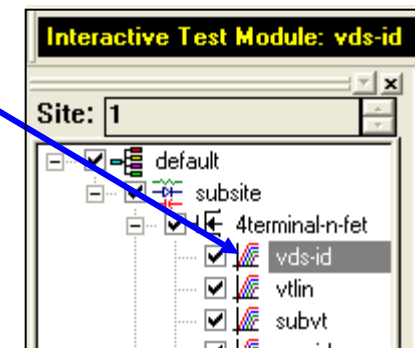 Interactive Test Module: vds-id
Site: 1
default
subsite
4terminal-n-fet
vds-id
vtlin
subvt